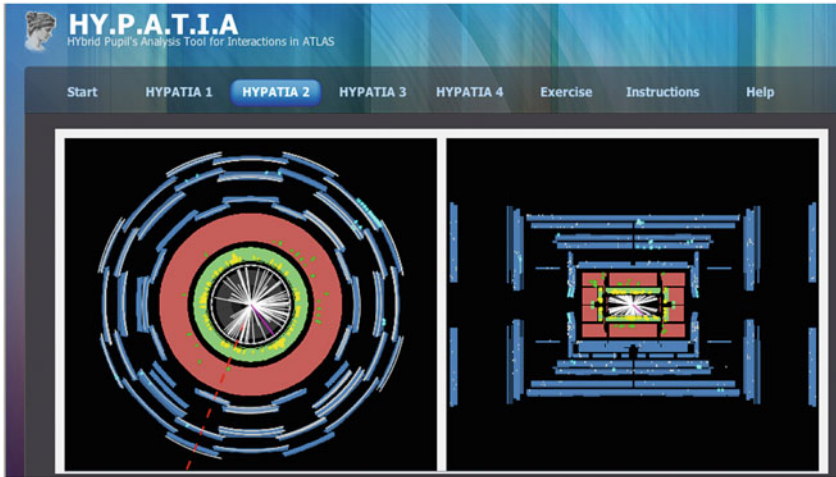 HY.P.A.T.I.A
HYbrid Pupil's Analysis Tool for Interactions in ATLAS
Start HYPATIA 1 HYPATIA 2 HYPATIA 3 HYPATIA 4 Exercise Instructions Help